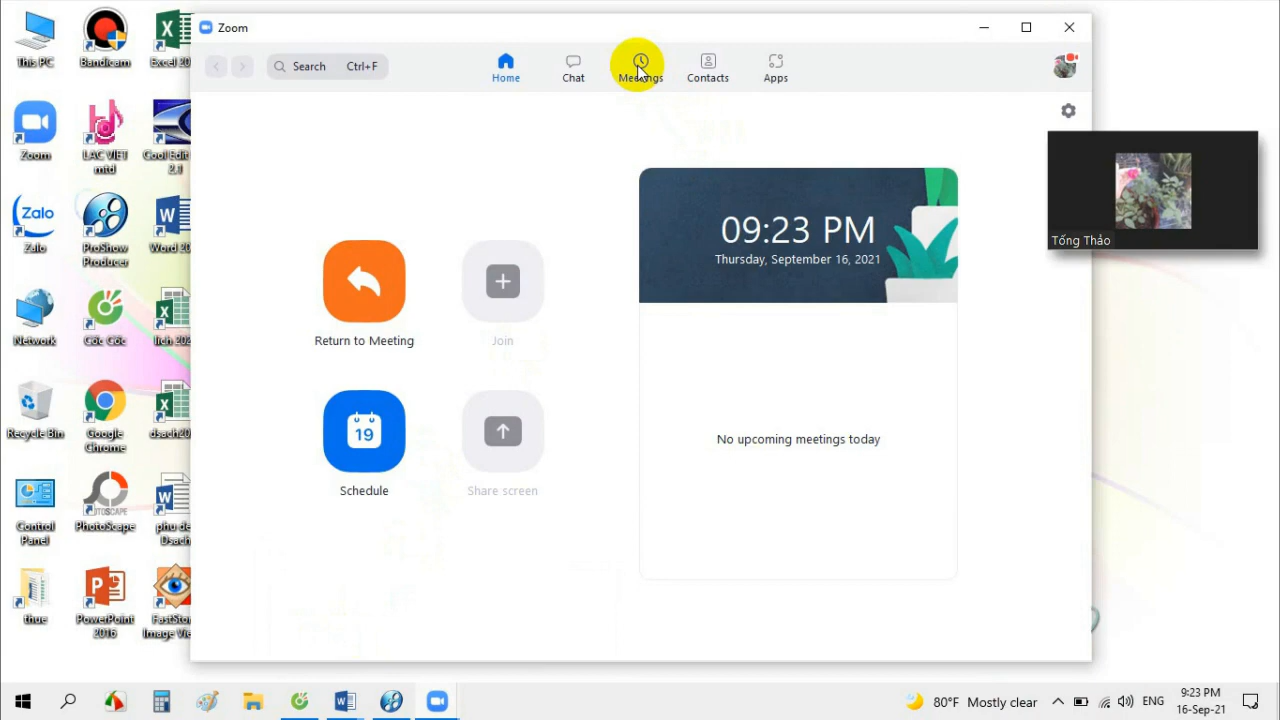 This PC
Bandicam
Excel 20
Zoom
LAC VIET
mtd
Cool Edit
2.1
Zalo
Zalo
ProShow
Producer
Word 20
Network
Cốc Cốc
lich 202
Recycle Bin
Google
Chrome
dsach20
Control
Panel
PhotoScape
phu de
Dsach
thue
PowerPoint
2016
FastSto
Image Vie
Zoom
Search Ctrl+F
Home
Chat
Meetings
Contacts
Apps
Return to Meeting
Join
19
Schedule
Share screen
09:23 PM
Thursday, September 16, 2021
No upcoming meetings today
Tống Thảo
80°F Mostly clear
ENG
9:23 PM
16-Sep-21